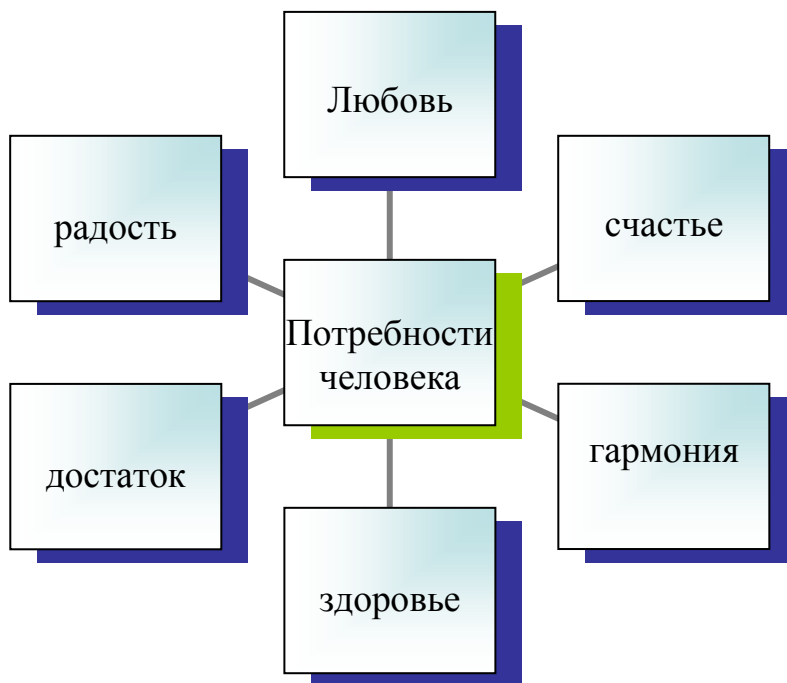 Любовь
радость
счастье
Потребности
человека
достаток
гармония
здоровье